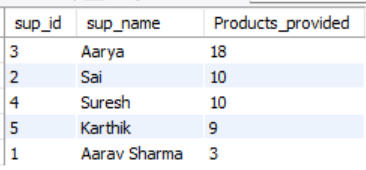 sup_id sup_name Products_provided
3 Aarya 18
2 Sai 10
4 Suresh 10
5 Karthik 9
1 Aarav Sharma 3